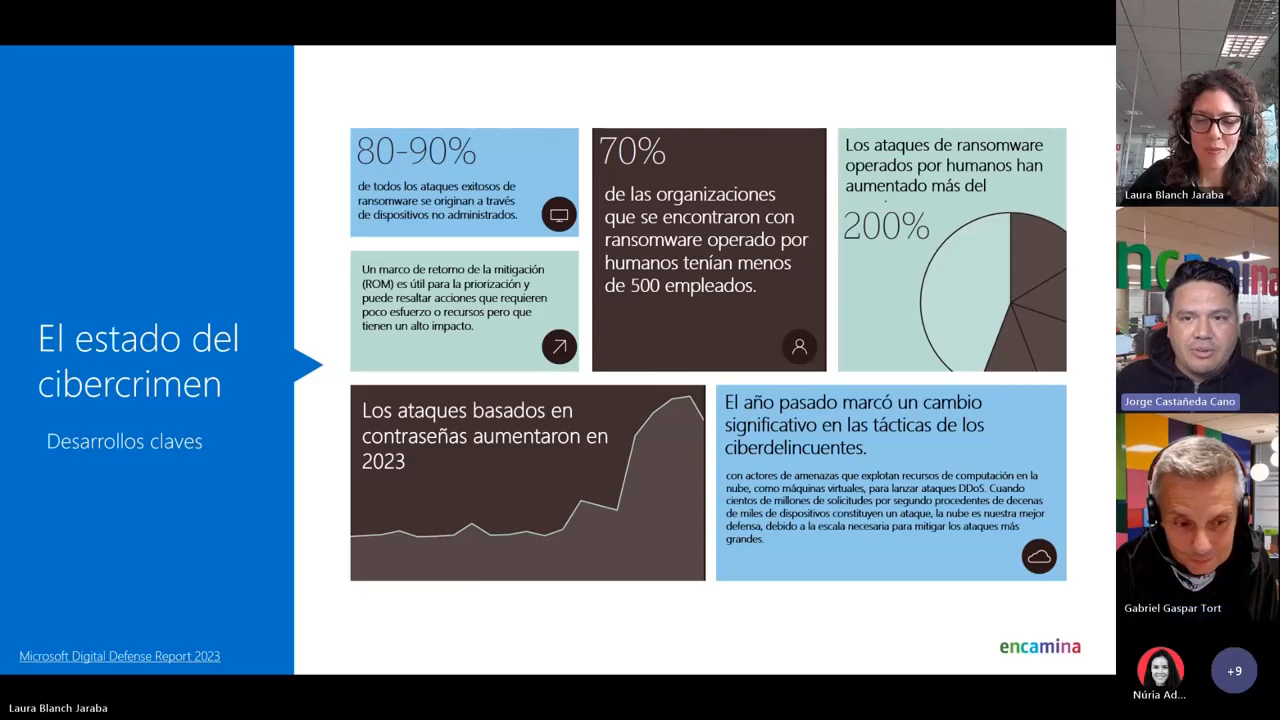 El estado del
cibercrimen
Desarrollos claves
Microsoft Digital Defense Report 2023
80-90%
de todos los ataques exitosos de
ransomware se originan a través
de dispositivos no administrados.
Un marco de retorno de la mitigación
(ROM) es útil para la priorización y
puede resaltar acciones que requieren
poco esfuerzo o recursos pero que
tienen un alto impacto.
70%
de las organizaciones
que se encontraron con
ransomware operado por
humanos tenían menos
de 500 empleados.
Los ataques de ransomware
operados por humanos han
aumentado más del
200%
Los ataques basados en
contraseñas aumentaron en
2023
El año pasado marcó un cambio
significativo en las tácticas de los
ciberdelincuentes.
con actores de amenazas que explotan recursos de computación en la
nube, como máquinas virtuales, para lanzar ataques DDoS. Cuando
cientos de millones de solicitudes por segundo procedentes de decenas
de miles de dispositivos constituyen un ataque, la nube es nuestra mejor
defensa, debido a la escala necesaria para mitigar los ataques más
grandes.
encamina
Laura Blanch Jaraba
Laura Blanch Jaraba
encamina
Jorge Castañeda Cano
Gabriel Gaspar Tort
Núria Ad...
+9